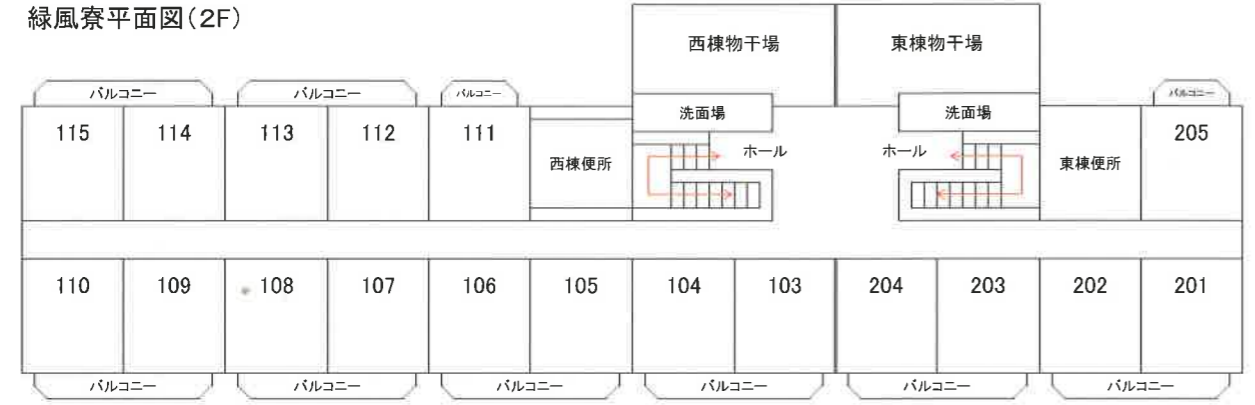 緑風寮平面図(2F)
西棟物干場 東棟物干場
バルコニー バルコニー バルコニー バルコニー
洗面場 洗面場
115 114 113 112 111 205
ホール ホール
西棟便所 東棟便所
110 109 108 107 106 105 104 103 204 203 202 201
バルコニー バルコニー バルコニー バルコニー バルコニー バルコニー